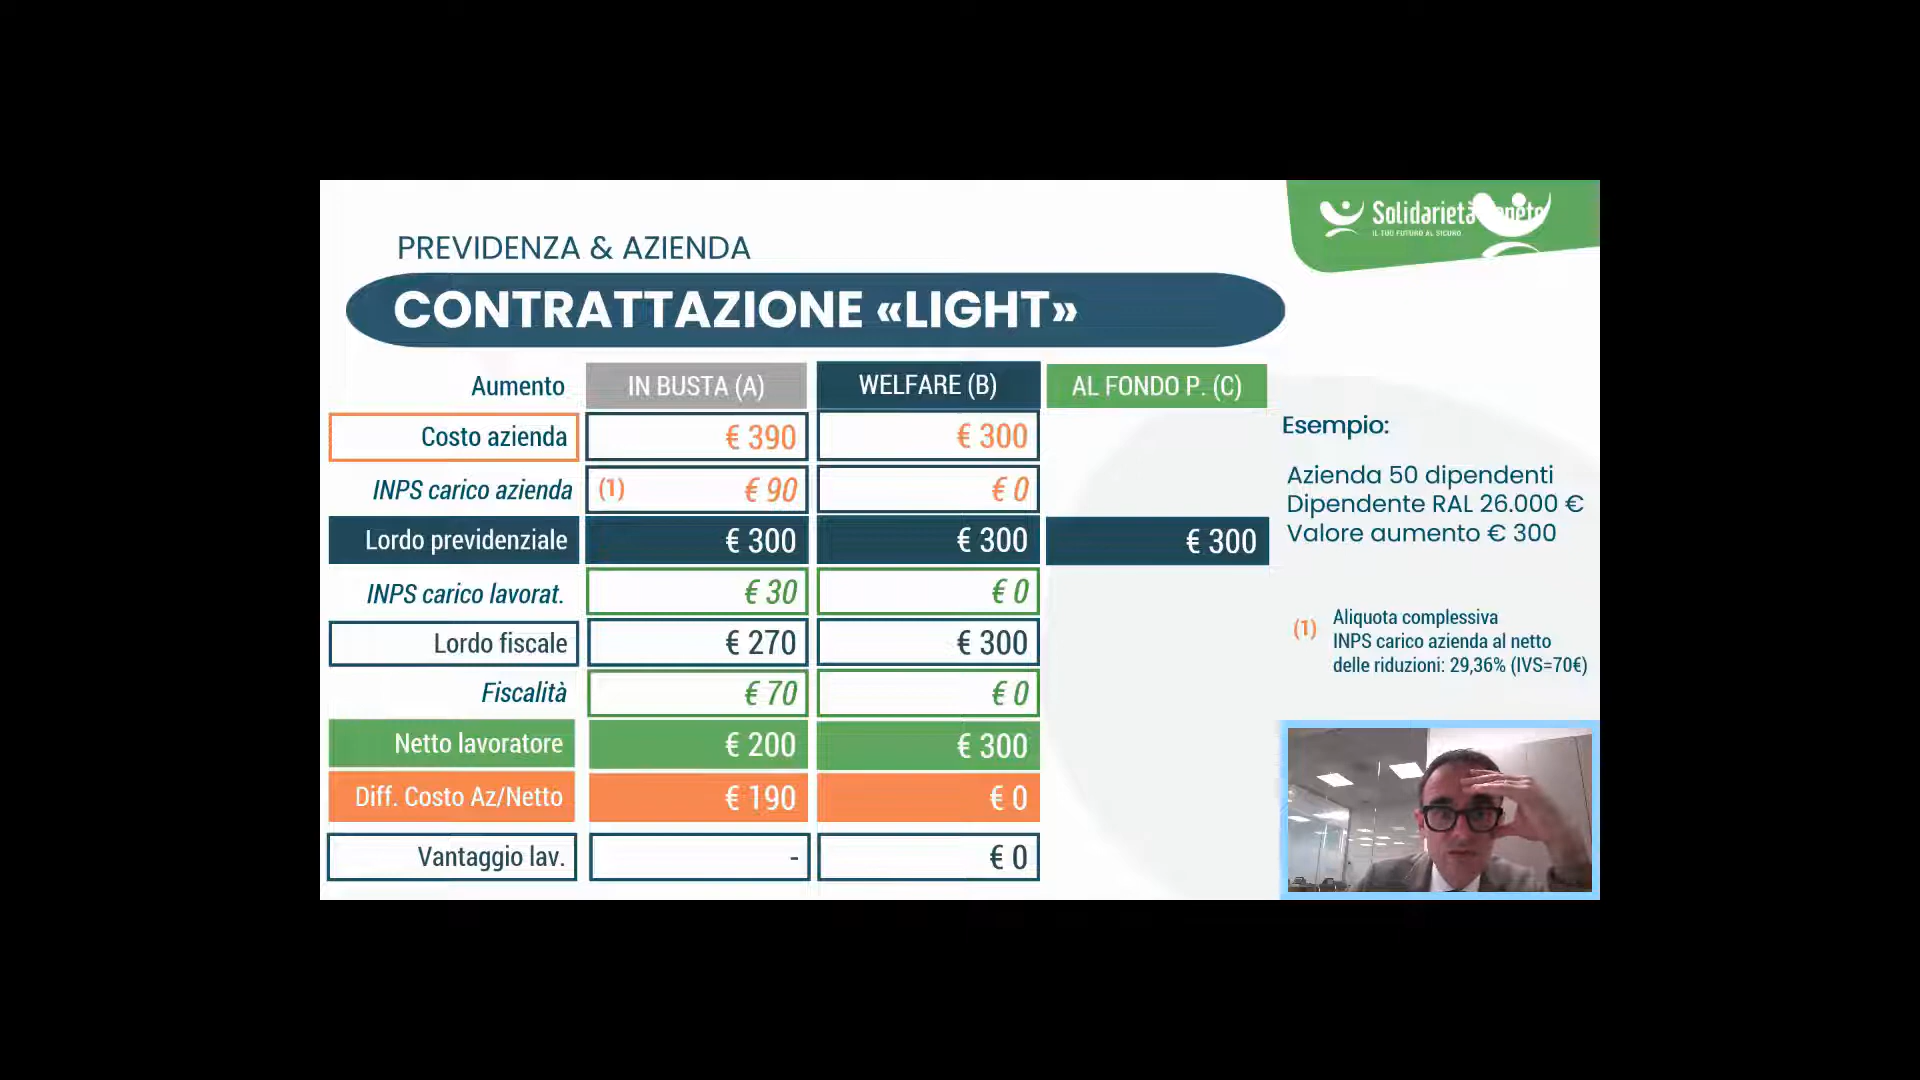 Solidarietà
IL TUO FUTURO AL SICURO
PREVIDENZA & AZIENDA
CONTRATTAZIONE «LIGHT»
Aumento IN BUSTA (A) WELFARE (B) AL FONDO P. (C)
Costo azienda € 390 € 300
INPS carico azienda (1) € 90 € 0
Lordo previdenziale € 300 € 300 € 300
INPS carico lavorat. € 30 € 0
Lordo fiscale € 270 € 300
Fiscalità € 70 € 0
Netto lavoratore € 200 € 300
Diff. Costo Az/Netto € 190 € 0
Vantaggio lav. - € 0
Esempio:
Azienda 50 dipendenti
Dipendente RAL 26.000 €
Valore aumento € 300
(1) Aliquota complessiva
INPS carico azienda al netto
delle riduzioni: 29,36% (IVS=70€)